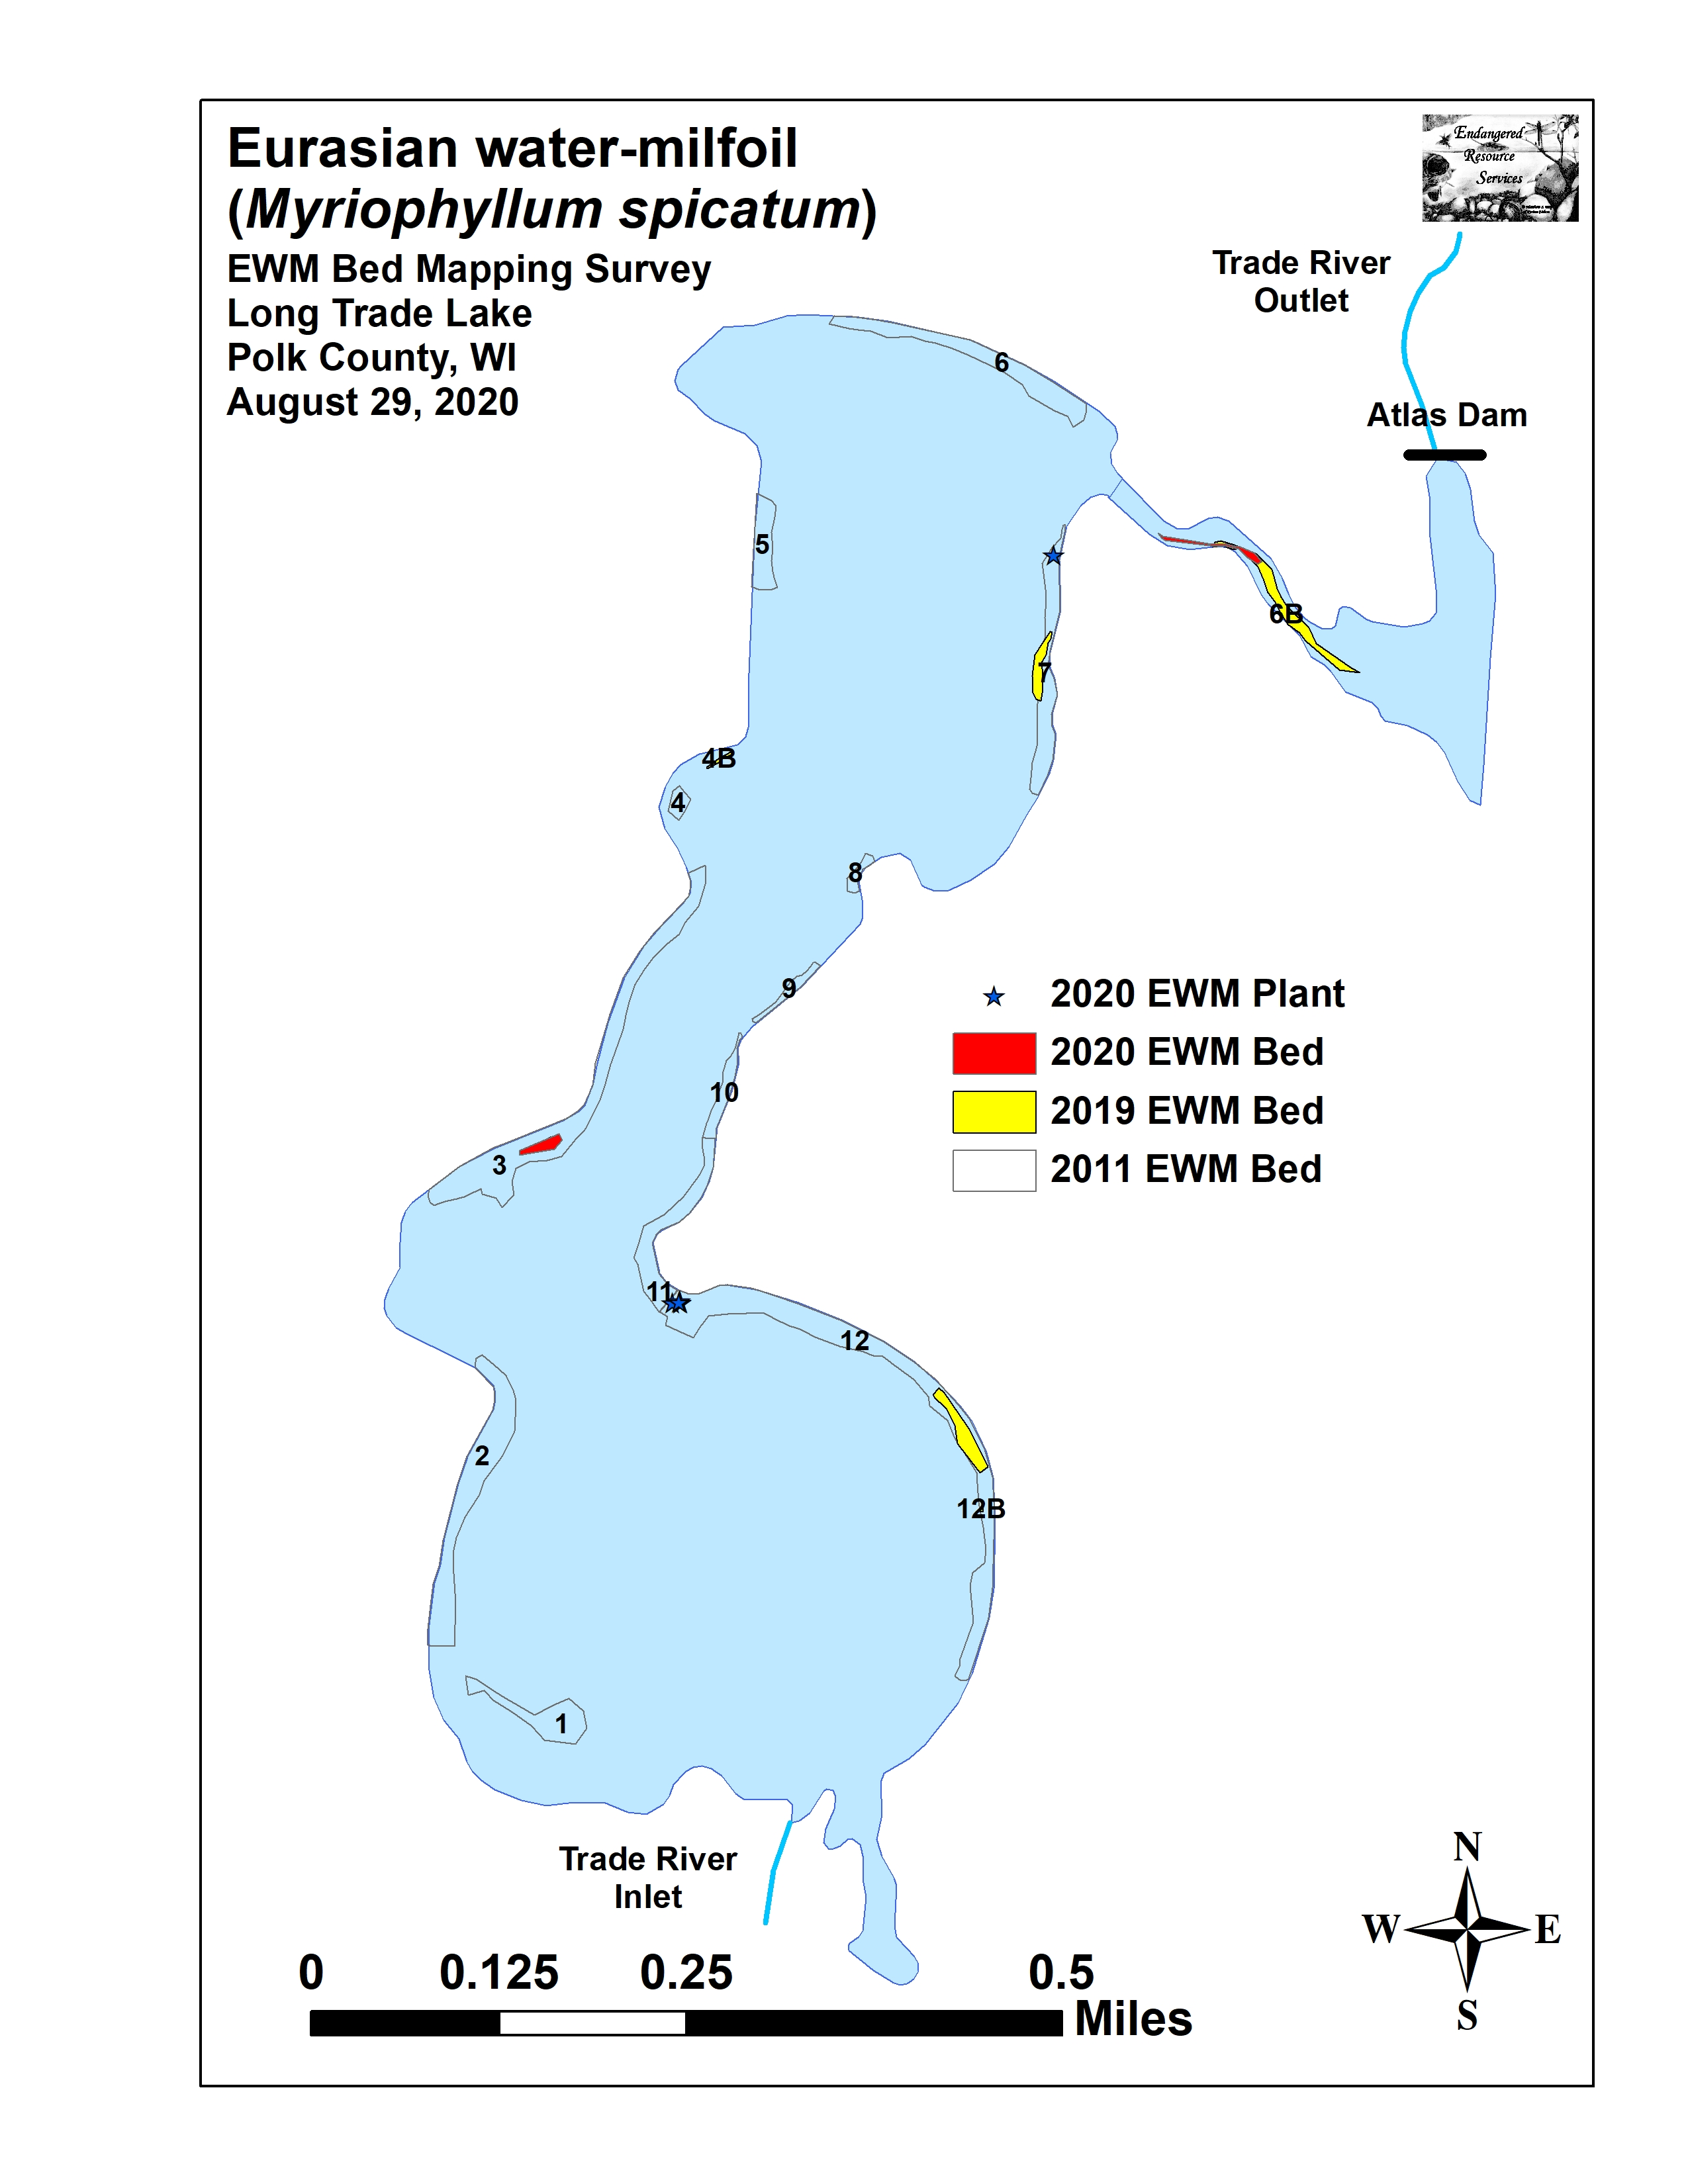 Eurasian water-milfoil
(Myriophyllum spicatum)
EWM Bed Mapping Survey
Long Trade Lake
Polk County, WI
August 29, 2020
Endangered
Resource
Services
Trade River
Outlet
Atlas Dam
6
5
6B
7
4B
4
8
9
10
3
11
12
2
12B
1
2020 EWM Plant
2020 EWM Bed
2019 EWM Bed
2011 EWM Bed
Trade River
Inlet
N
W E
S
0 0.125 0.25 0.5
Miles